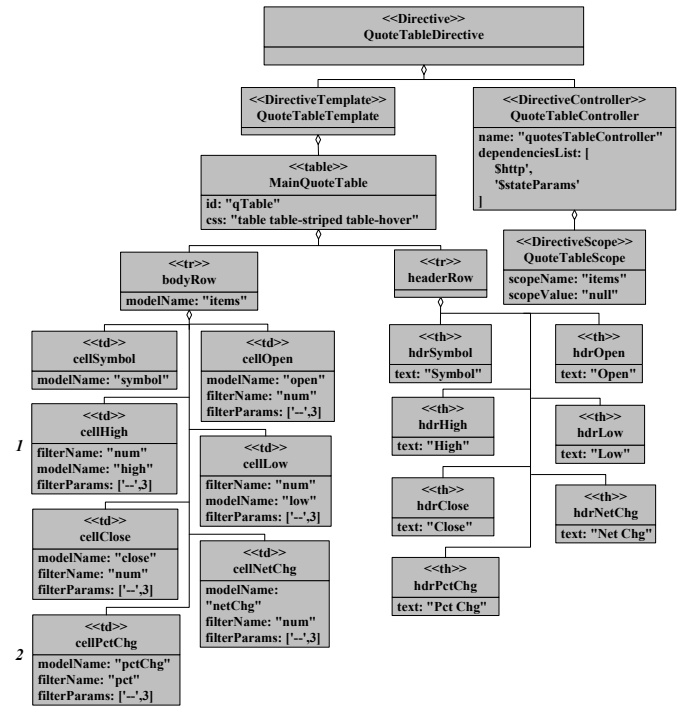 <<Directive>>
QuoteTableDirective
<<DirectiveTemplate>>
QuoteTableTemplate
<<DirectiveController>>
QuoteTableController
name: "quotesTableController"
dependenciesList: [
$http',
'$stateParams'
]
<<table>>
MainQuoteTable
id: "qTable"
css: "table table-striped table-hover"
<<DirectiveScope>>
QuoteTableScope
scopeName: "items"
scopeValue: "null"
<<tr>>
bodyRow
modelName: "items"
<<tr>>
headerRow
<<td>>
cellSymbol
modelName: "symbol"
<<td>>
cellOpen
modelName: "open"
filterName: "num"
filterParams: ['--',3]
1
<<td>>
cellHigh
filterName: "num"
modelName: "high"
filterParams: ['--',3]
<<td>>
cellLow
filterName: "num"
modelName: "low"
filterParams: ['--',3]
<<td>>
cellClose
modelName: "close"
filterName: "num"
filterParams: ['--',3]
<<td>>
cellNetChg
modelName:
"netChg"
filterName: "num"
filterParams: ['--',3]
2
<<td>>
cellPctChg
modelName: "pctChg"
filterName: "pct"
filterParams: ['--',3]
<<th>>
hdrSymbol
text: "Symbol"
<<th>>
hdrOpen
text: "Open"
<<th>>
hdrHigh
text: "High"
<<th>>
hdrLow
text: "Low"
<<th>>
hdrClose
text: "Close"
<<th>>
hdrNetChg
text: "Net Chg"
<<th>>
hdrPctChg
text: "Pct Chg"